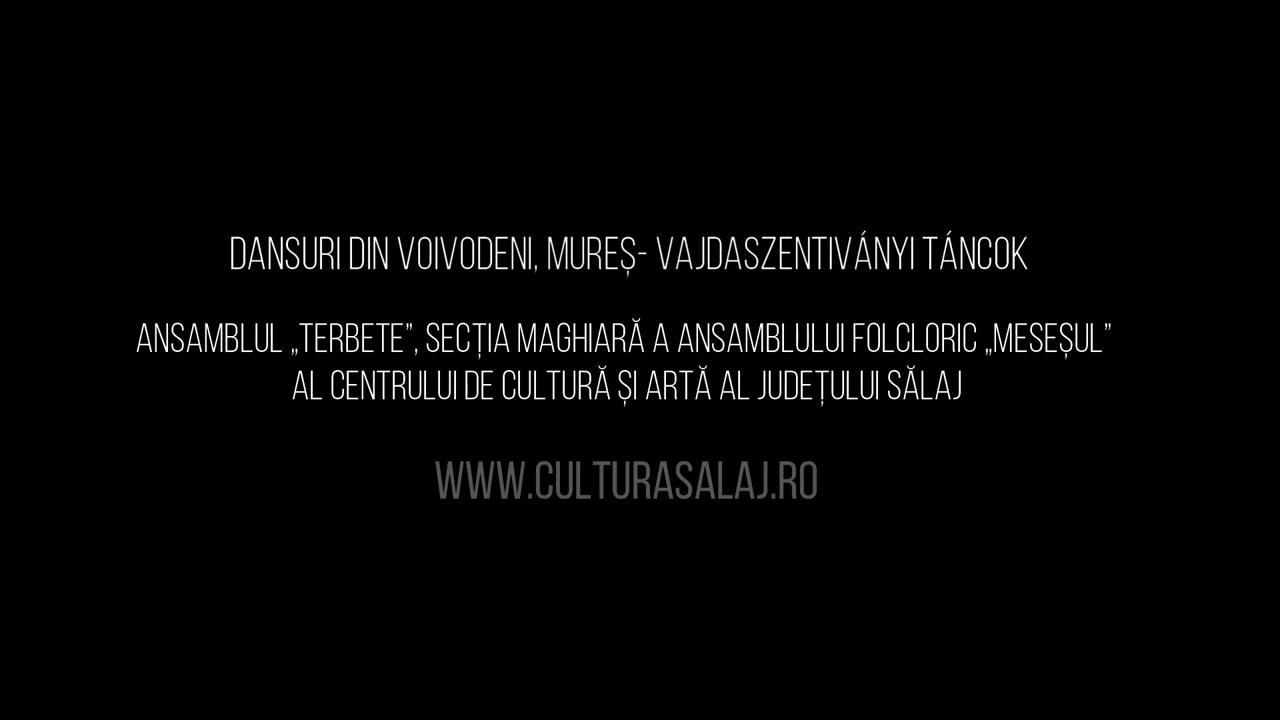 DANSURI DIN VOIVODENI, MUREȘ- VAJDASZENTIVÁNYI TÁNCOK
ANSAMBLUL „TERBETE”, SECȚIA MAGHIARĂ A ANSAMBLULUI FOLCLORIC „MESEȘUL”
AL CENTRULUI DE CULTURĂ ȘI ARTĂ AL JUDEȚULUI SĂLAJ
WWW.CULTURASALAJ.RO